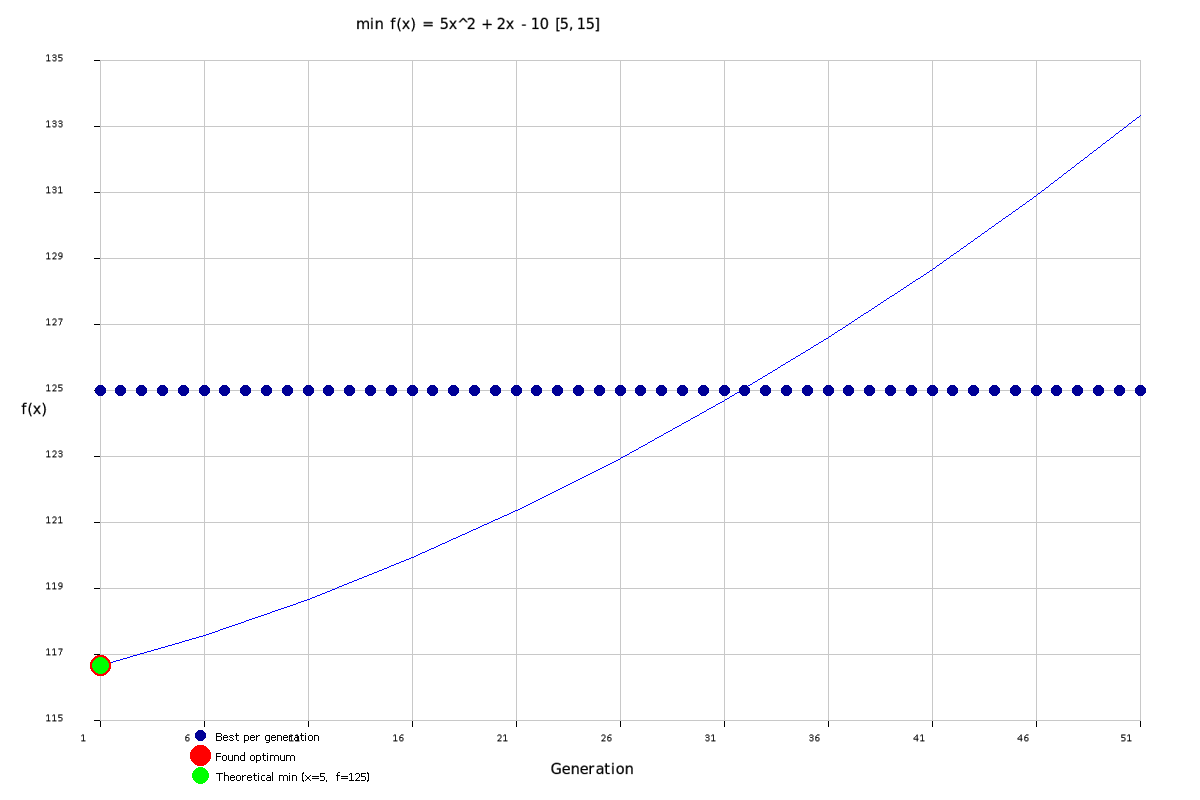 min f(x) = 5x^2 + 2x - 10 [5, 15]
135
133
131
129
127
125
f(x)
123
121
119
117
115
1 6 11 16 21 26 31 36 41 46 51
Best per generation
Found optimum
Generation
Theoretical min (x=5, f=125)